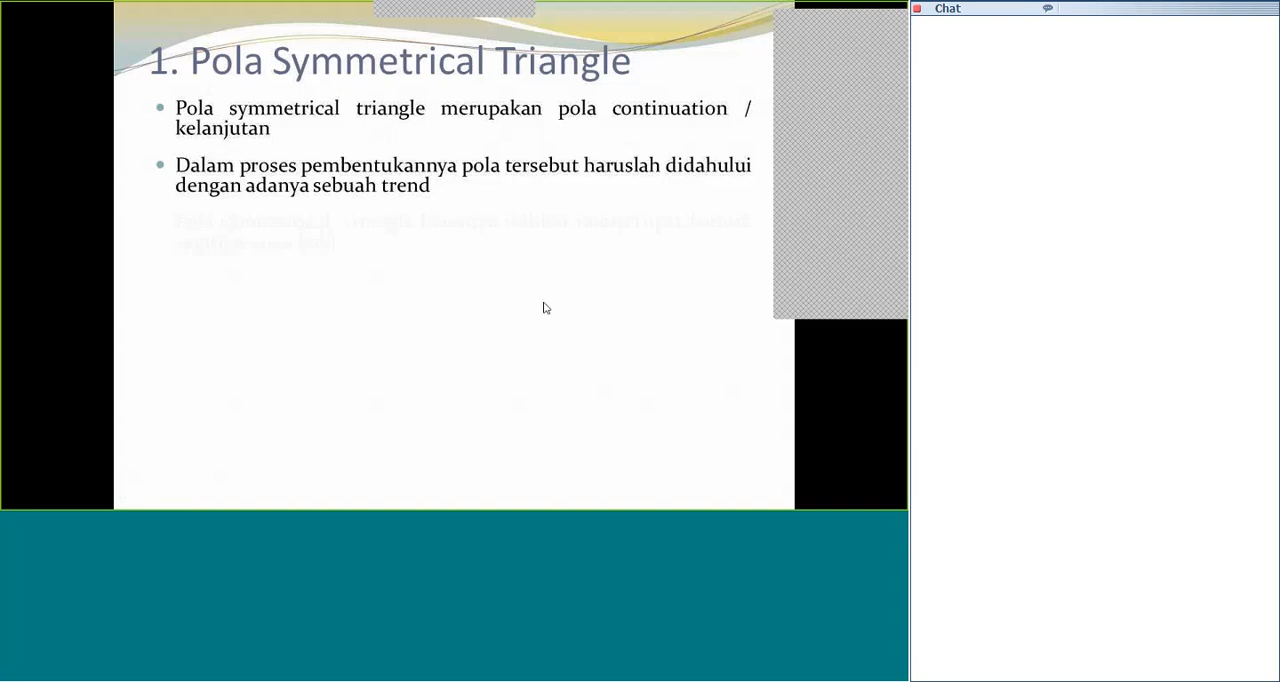 Chat
1. Pola Symmetrical Triangle
Pola symmetrical triangle merupakan pola continuation /
kelanjutan
Dalam proses pembentukannya pola tersebut haruslah didahului
dengan adanya sebuah trend